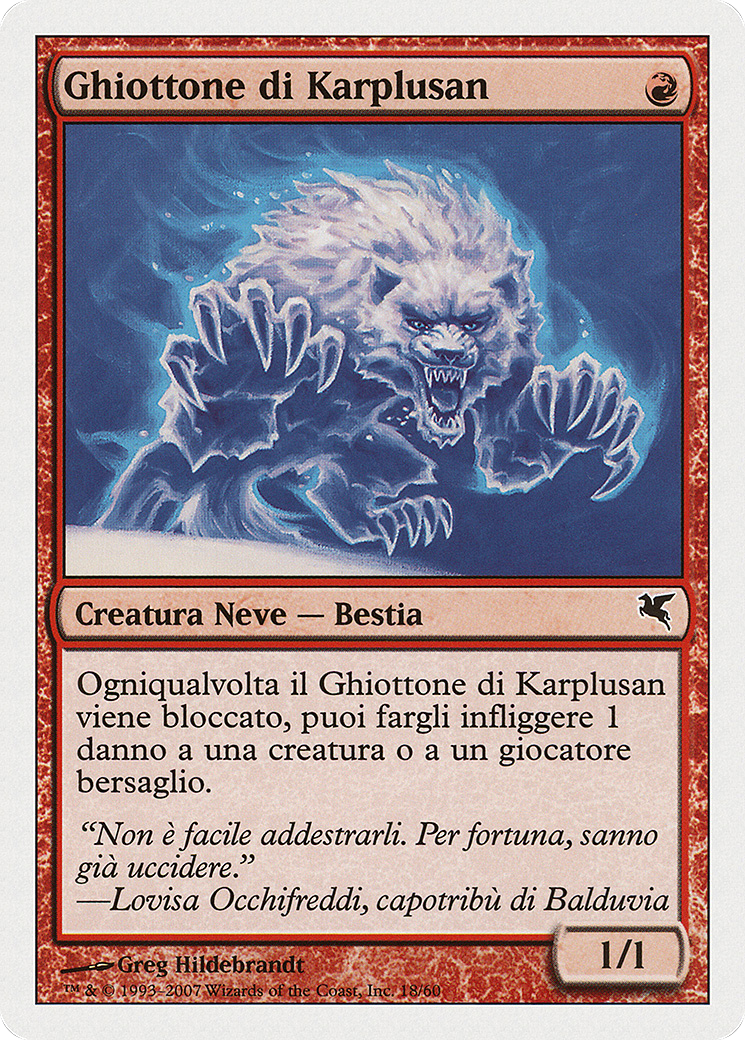 Ghiottone di Karplusan
Creatura Neve — Bestia
Ogniqualvolta il Ghiottone di Karplusan
viene bloccato, puoi fargli infliggere 1
danno a una creatura o a un giocatore
bersaglio.
“Non è facile addestrarli. Per fortuna, sanno
già uccidere.”
—Lovisa Occhifreddi, capotribù di Balduvia
1/1
Greg Hildebrandt
™ & © 1993-2007 Wizards of the Coast, Inc. 18/60